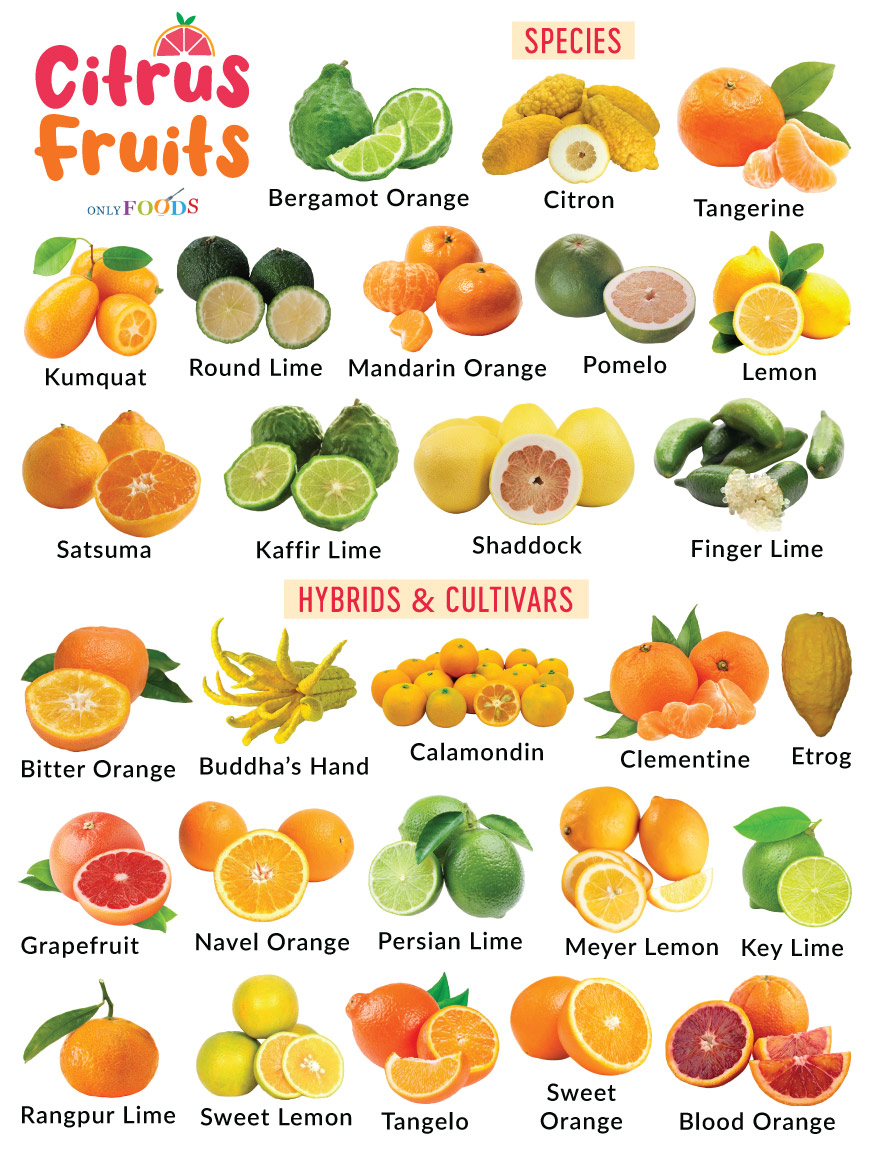 Citrus
Fruits
ONLYFOODS
SPECIES
Bergamot Orange
Citron
Tangerine
Kumquat
Round Lime
Mandarin Orange
Pomelo
Lemon
Satsuma
Kaffir Lime
Shaddock
Finger Lime
HYBRIDS & CULTIVARS
Bitter Orange
Buddha's Hand
Calamondin
Clementine
Etrog
Grapefruit
Navel Orange
Persian Lime
Meyer Lemon
Key Lime
Rangpur Lime
Sweet Lemon
Tangelo
Sweet
Orange
Blood Orange